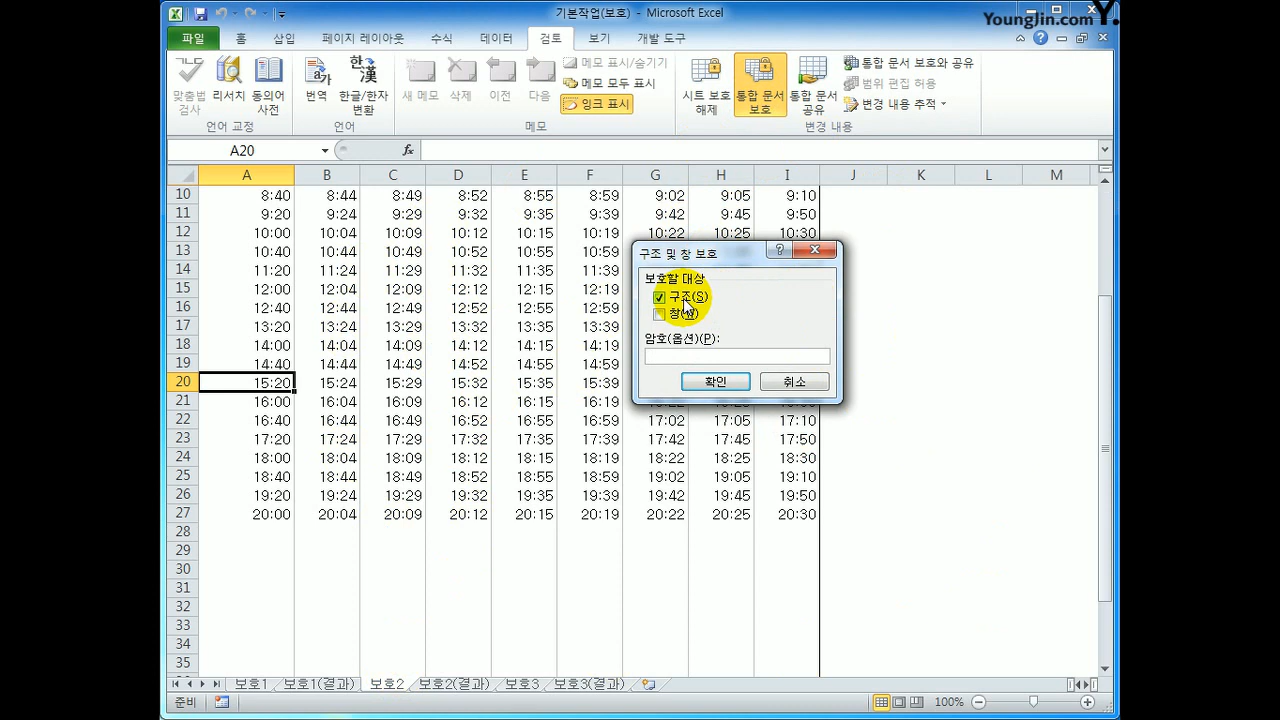 기본작업(보호) - Microsoft Excel
YoungJin.com Y.
파일 홈 삽입 페이지 레이아웃 수식 데이터 검토 보기 개발 도구
맞춤법 검사 리서치 동의어 사전 번역 한글/한자 변환 새 메모 삭제 이전 다음
메모 표시/숨기기
메모 모두 표시
잉크 표시
시트 보호 해제 통합 문서 보호 통합 문서 공유
통합 문서 보호와 공유
범위 편집 허용
변경 내용 추적
언어 교정 언어 메모 변경 내용
A20 fx
A B C D E F G H I J K L M
10 8:40 8:44 8:49 8:52 8:55 8:59 9:02 9:05 9:10
11 9:20 9:24 9:29 9:32 9:35 9:39 9:42 9:45 9:50
12 10:00 10:04 10:09 10:12 10:15 10:19 10:22 10:25 10:30
13 10:40 10:44 10:49 10:52 10:55 10:59
14 11:20 11:24 11:29 11:32 11:35 11:39
15 12:00 12:04 12:09 12:12 12:15 12:19
16 12:40 12:44 12:49 12:52 12:55 12:59
17 13:20 13:24 13:29 13:32 13:35 13:39
18 14:00 14:04 14:09 14:12 14:15 14:19
19 14:40 14:44 14:49 14:52 14:55 14:59
20 15:20 15:24 15:29 15:32 15:35 15:39
21 16:00 16:04 16:09 16:12 16:15 16:19
22 16:40 16:44 16:49 16:52 16:55 16:59 17:02 17:05 17:10
23 17:20 17:24 17:29 17:32 17:35 17:39 17:42 17:45 17:50
24 18:00 18:04 18:09 18:12 18:15 18:19 18:22 18:25 18:30
25 18:40 18:44 18:49 18:52 18:55 18:59 19:02 19:05 19:10
26 19:20 19:24 19:29 19:32 19:35 19:39 19:42 19:45 19:50
27 20:00 20:04 20:09 20:12 20:15 20:19 20:22 20:25 20:30
28
29
30
31
32
33
34
35
구조 및 창 보호
보호할 대상
구조(S)
창(W)
암호(옵션)(P):
확인 취소
보호1 보호1(결과) 보호2 보호2(결과) 보호3 보호3(결과)
준비 100%